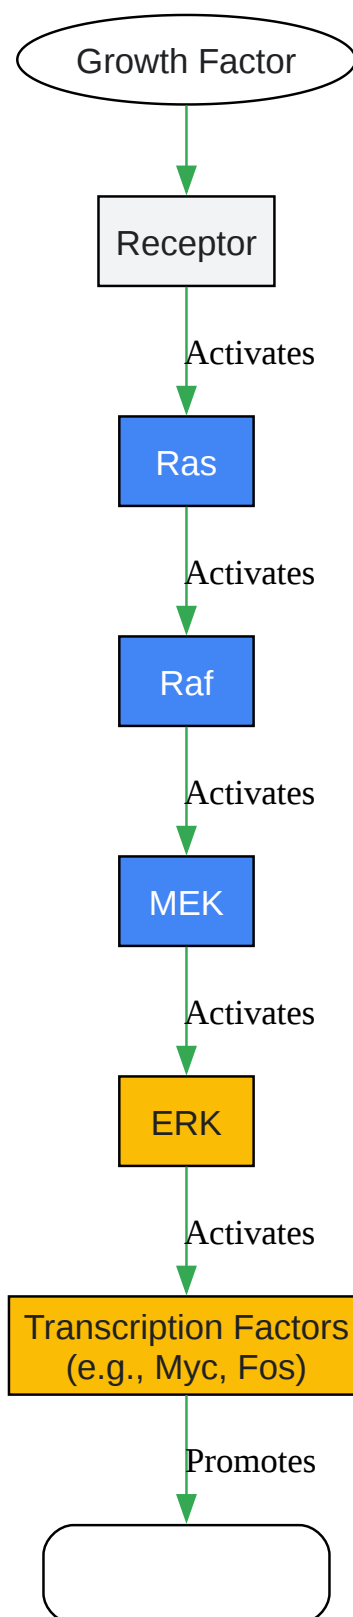 Growth Factor
Receptor
Activates
Ras
Activates
Raf
Activates
MEK
Activates
ERK
Activates
Transcription Factors
(e.g., Myc, Fos)
Promotes